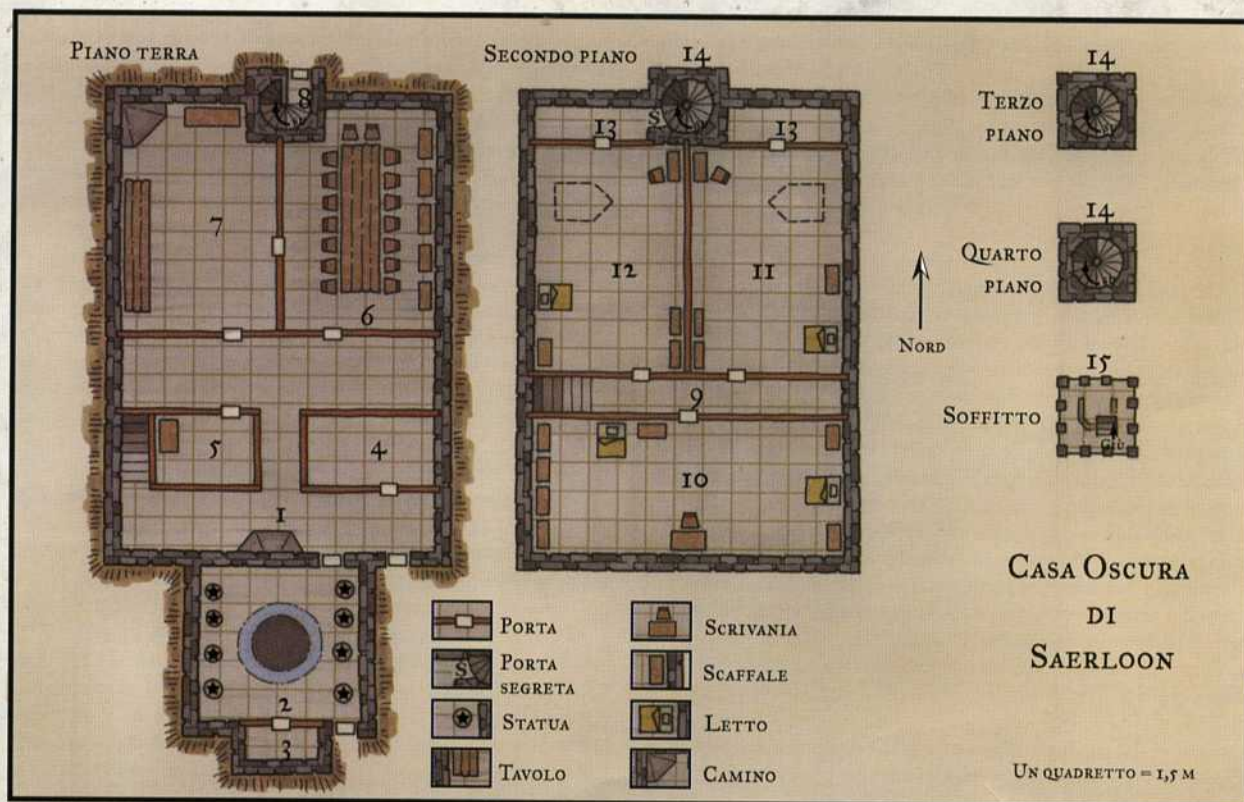 PIANO TERRA
8
7
6
5
4
1
2
3
SECONDO PIANO
14
S
13
13
12
11
9
10
14
TERZO
PIANO
14
QUARTO
PIANO
NORD
15
SOFFITTO
GIÙ
CASA OSCURA
DI
SAERLOON
PORTA
PORTA
SEGRETA
S
STATUA
TAVOLO
SCRIVANIA
SCAFFALE
LETTO
CAMINO
UN QUADRETTO = 1,5 M